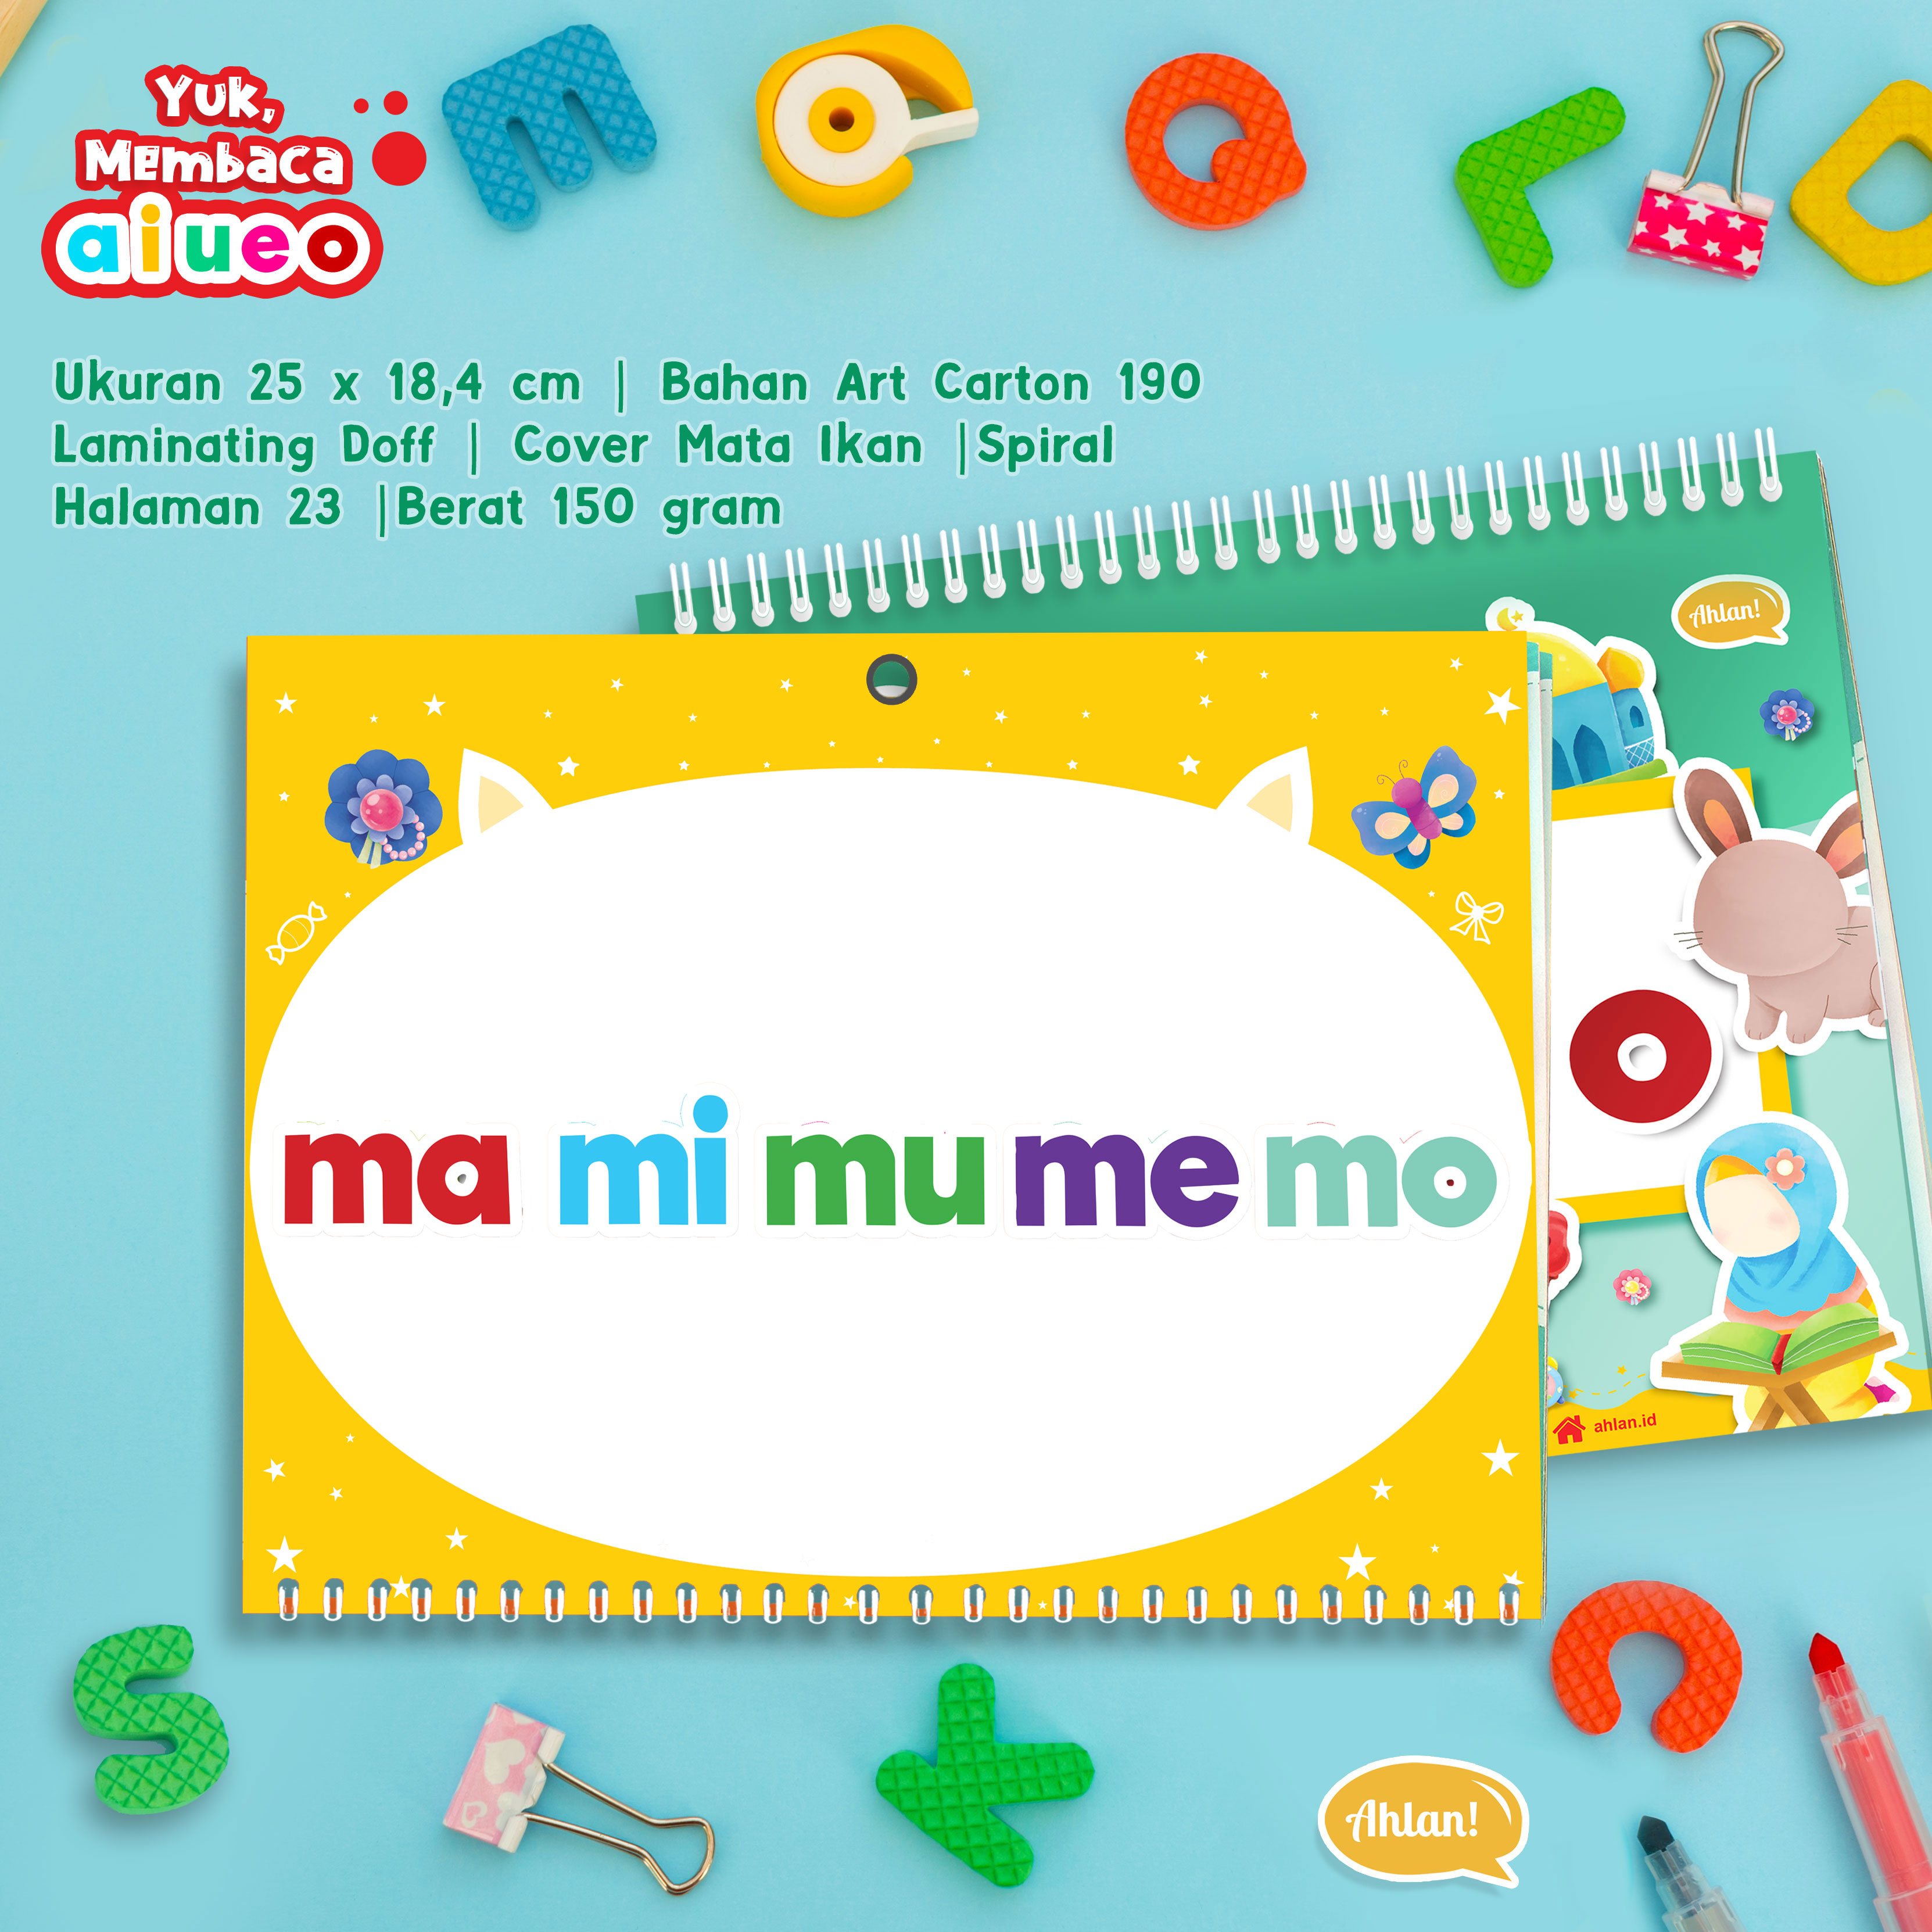 Yuk,
Membaca
aiueo
Ukuran 25 x 18,4 cm | Bahan Art Carton 190
Laminating Doff | Cover Mata Ikan |Spiral
Halaman 23 |Berat 150 gram
Ahlan!
ma mi mu me mo
o
ahlan.id
Ahlan!